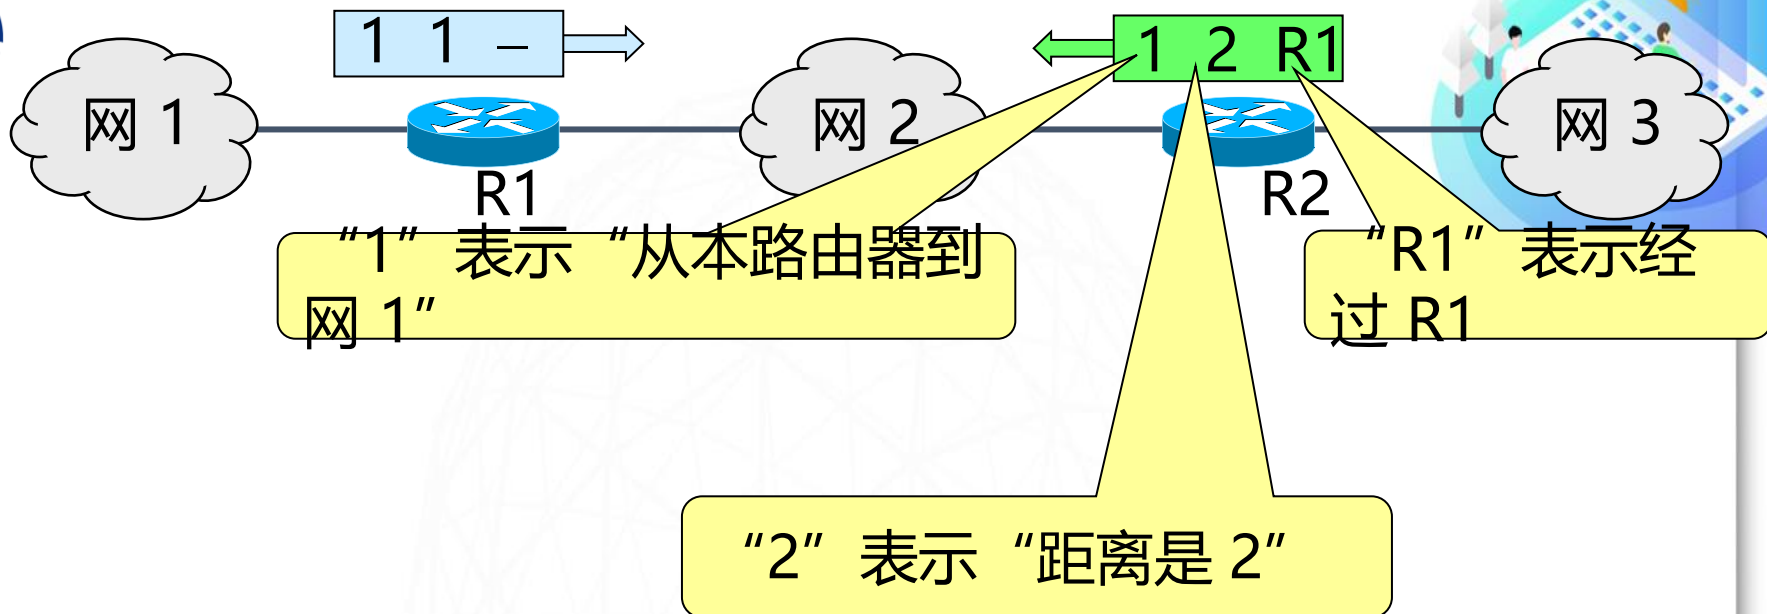 1 1 –
1 2 R1
网 1
网 2
网 3
R1
R2
“1”表示“从本路由器到
网 1”
“R1”表示经
过 R1
“2”表示“距离是 2”